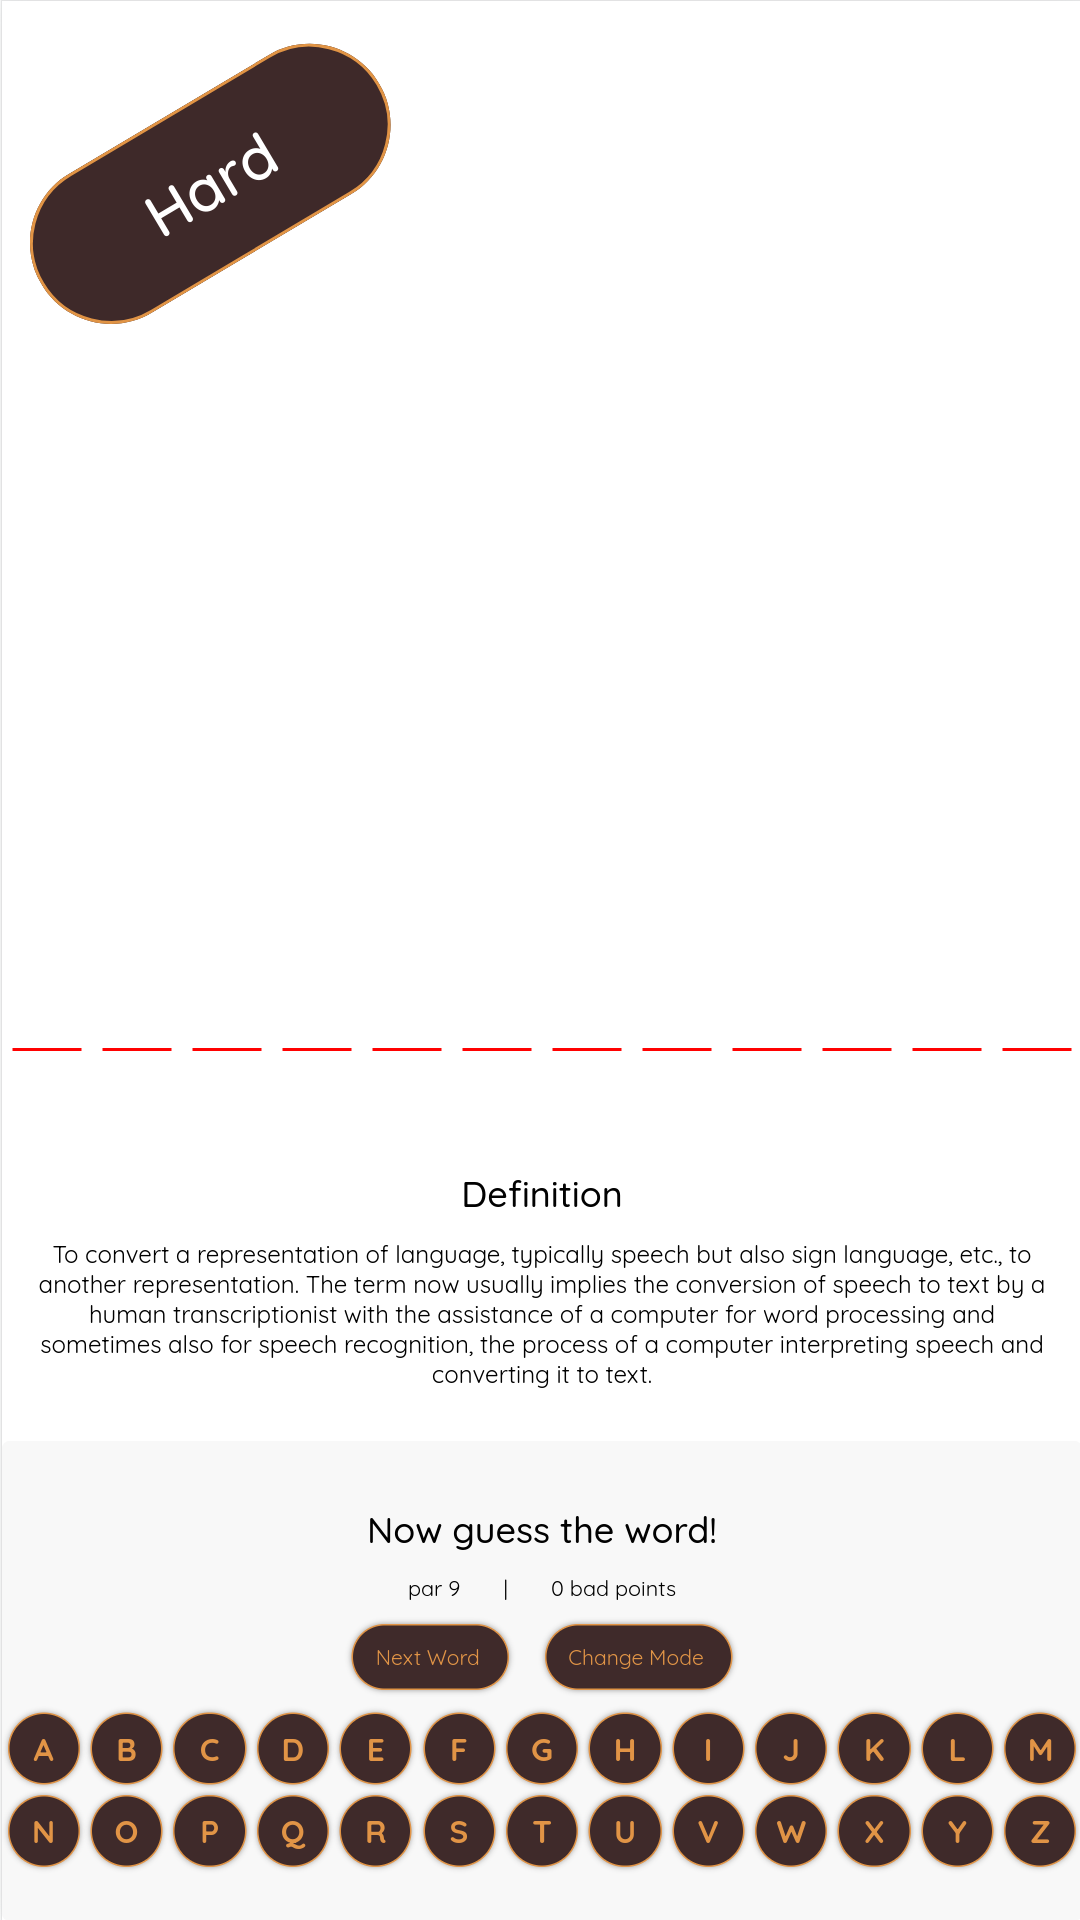 Hard
Definition
To convert a representation of language, typically speech but also sign language, etc., to
another representation. The term now usually implies the conversion of speech to text by a
human transcriptionist with the assistance of a computer for word processing and
sometimes also for speech recognition, the process of a computer interpreting speech and
converting it to text.
Now guess the word!
par 9 | 0 bad points
Next Word Change Mode
A B C D E F G H I J K L M
N O P Q R S T U V W X Y Z